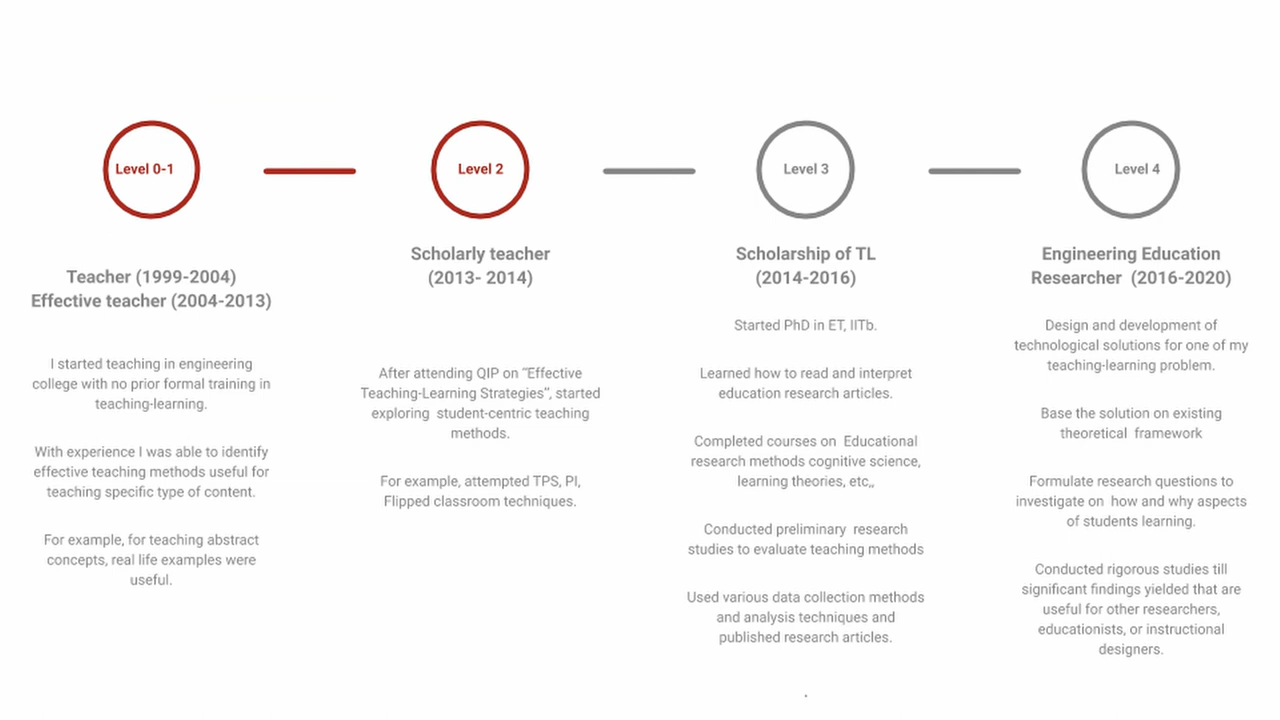 Level 0-1
Teacher (1999-2004)
Effective teacher (2004-2013)
I started teaching in engineering
college with no prior formal training in
teaching-learning.
With experience I was able to identify
effective teaching methods useful for
teaching specific type of content.
For example, for teaching abstract
concepts, real life examples were
useful.
Level 2
Scholarly teacher
(2013- 2014)
After attending QIP on “Effective
Teaching-Learning Strategies”, started
exploring student-centric teaching
methods.
For example, attempted TPS, PI,
Flipped classroom techniques.
Level 3
Scholarship of TL
(2014-2016)
Started PhD in ET, IITb.
Learned how to read and interpret
education research articles.
Completed courses on Educational
research methods cognitive science,
learning theories, etc,,
Conducted preliminary research
studies to evaluate teaching methods
Used various data collection methods
and analysis techniques and
published research articles.
.
Level 4
Engineering Education
Researcher (2016-2020)
Design and development of
technological solutions for one of my
teaching-learning problem.
Base the solution on existing
theoretical framework
Formulate research questions to
investigate on how and why aspects
of students learning.
Conducted rigorous studies till
significant findings yielded that are
useful for other researchers,
educationists, or instructional
designers.